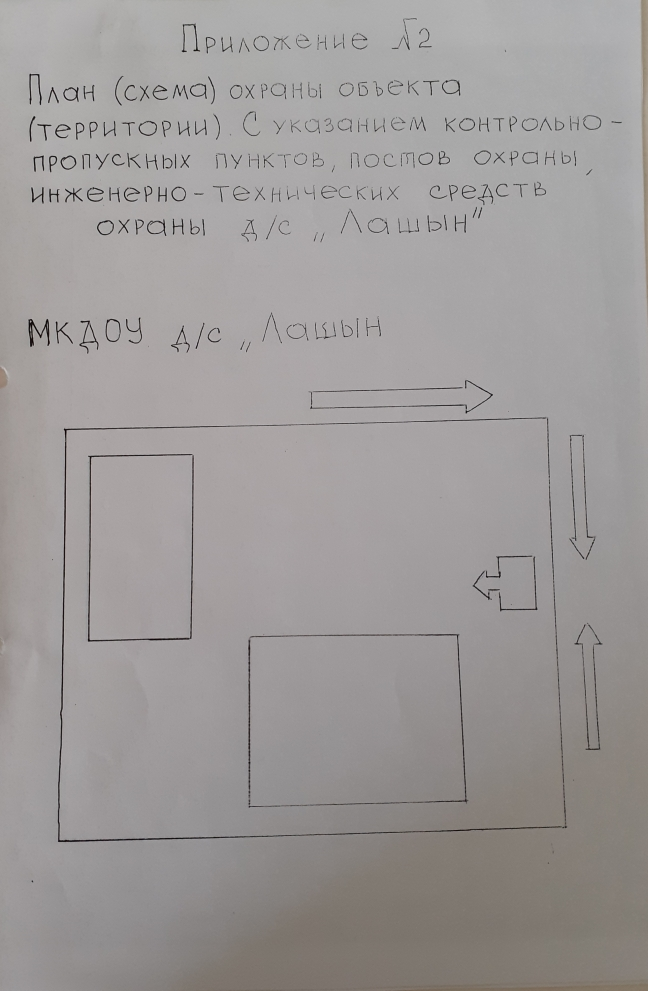 Приложение №2
План (схема) охраны объекта
(территории). С указанием контрольно-
пропускных пунктов, постов охраны,
инженерно-технических средств
охраны д/с „Лашын"
МКДОУ д/с „Лашын